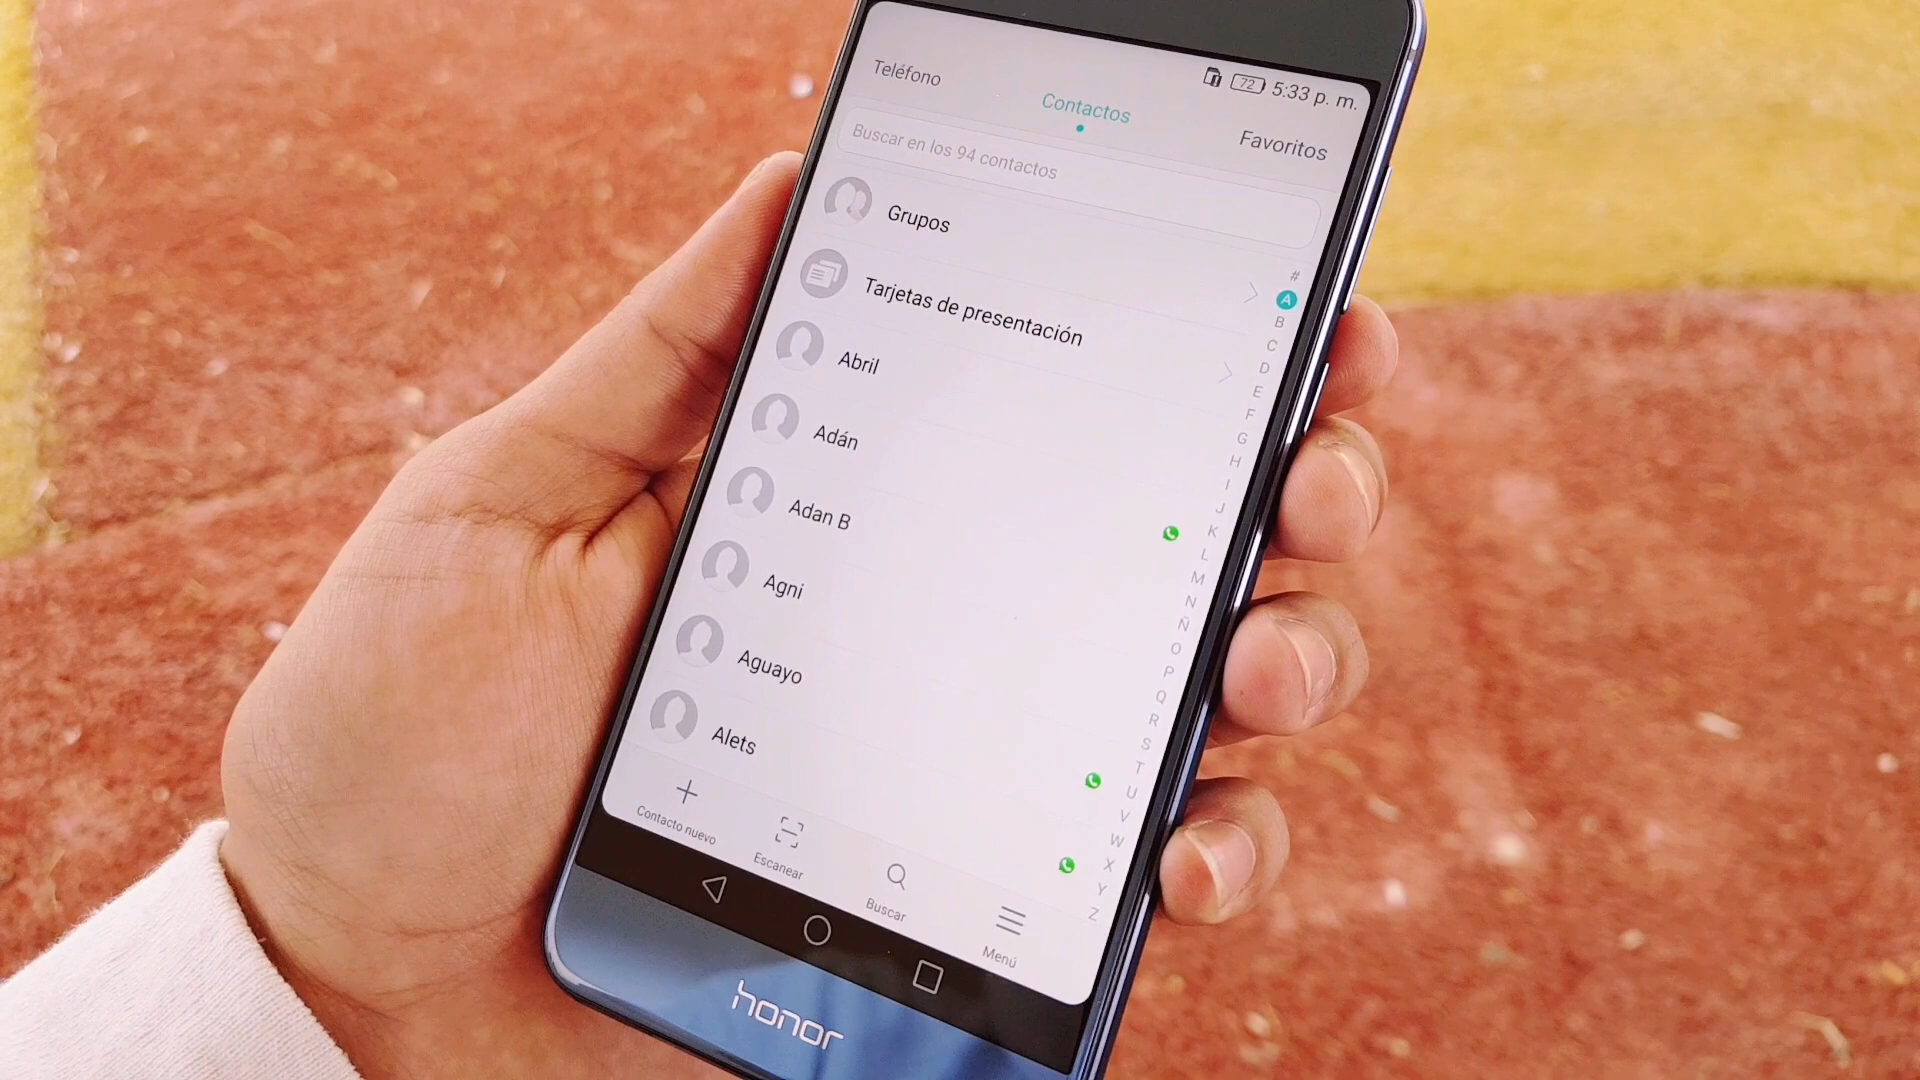 72 5:33 p. m.
Teléfono
Contactos
Favoritos
Buscar en los 94 contactos
Grupos
Tarjetas de presentación
Abril
Adán
Adan B
Agni
Aguayo
Alets
#
A
B
C
D
E
F
G
H
I
J
K
L
M
N
Ñ
O
P
Q
R
S
T
U
V
W
X
Y
Z
Contacto nuevo
Escanear
Buscar
Menú
honor